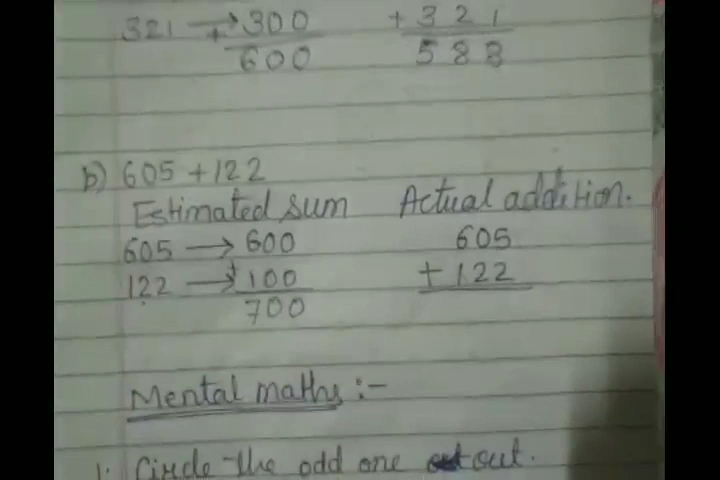 321 → 300 + 321
+
600 588
b) 605 + 122
Estimated sum Actual addition.
605 → 600 605
122 → +100 + 122
700
Mental maths :-
1. Circle the odd one out.